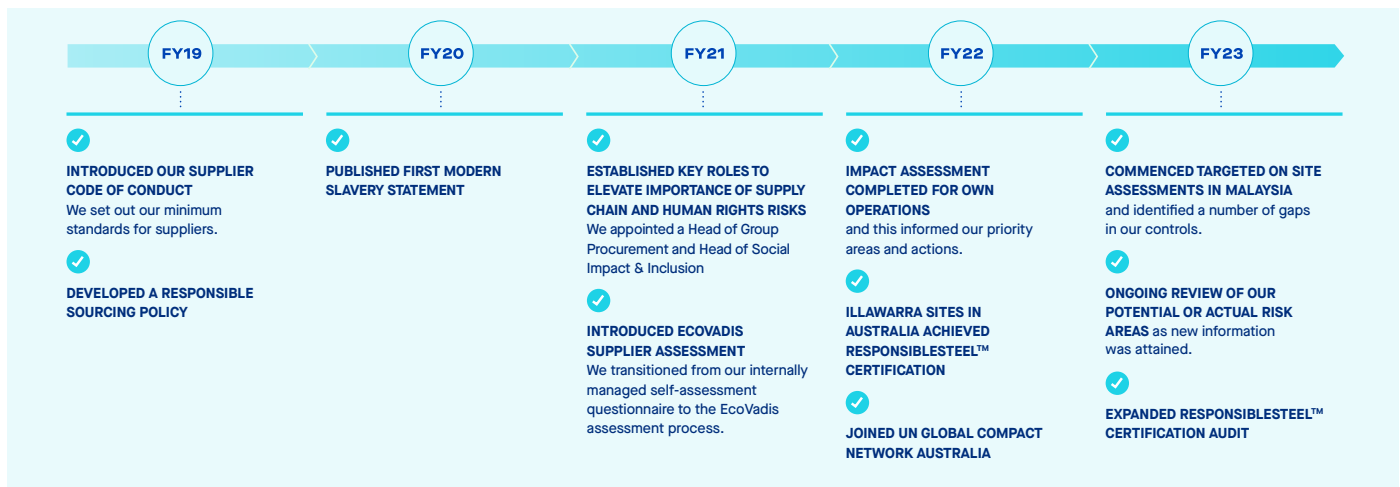 FY19
FY20
FY21
FY22
FY23
INTRODUCED OUR SUPPLIER
CODE OF CONDUCT
We set out our minimum
standards for suppliers.
DEVELOPED A RESPONSIBLE
SOURCING POLICY
PUBLISHED FIRST MODERN
SLAVERY STATEMENT
ESTABLISHED KEY ROLES TO
ELEVATE IMPORTANCE OF SUPPLY
CHAIN AND HUMAN RIGHTS RISKS
We appointed a Head of Group
Procurement and Head of Social
Impact & Inclusion
INTRODUCED ECOVADIS
SUPPLIER ASSESSMENT
We transitioned from our internally
managed self-assessment
questionnaire to the EcoVadis
assessment process.
IMPACT ASSESSMENT
COMPLETED FOR OWN
OPERATIONS
and this informed our priority
areas and actions.
ILLAWARRA SITES IN
AUSTRALIA ACHIEVED
RESPONSIBLESTEEL™
CERTIFICATION
JOINED UN GLOBAL COMPACT
NETWORK AUSTRALIA
COMMENCED TARGETED ON SITE
ASSESSMENTS IN MALAYSIA
and identified a number of gaps
in our controls.
ONGOING REVIEW OF OUR
POTENTIAL OR ACTUAL RISK
AREAS as new information
was attained.
EXPANDED RESPONSIBLESTEEL™
CERTIFICATION AUDIT